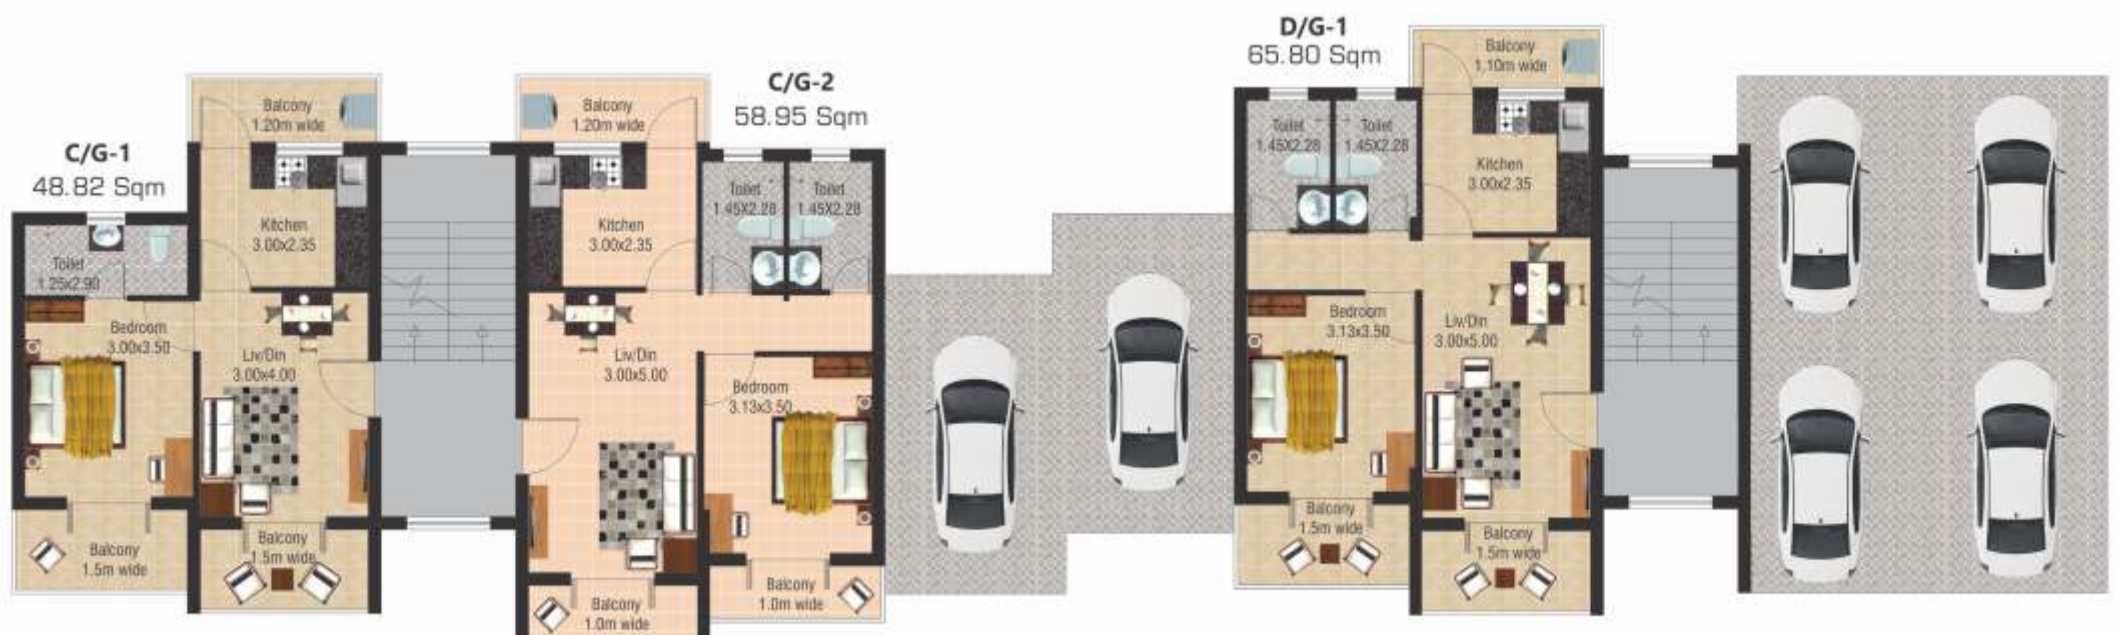 C/G-1
48.82 Sqm
Balcony
1.20m wide
Kitchen
3.00x2.35
Toilet
1.25x2.90
Bedroom
3.00x3.50
Liv/Din
3.00x4.00
Balcony
1.5m wide
Balcony
1.5m wide
C/G-2
58.95 Sqm
Balcony
1.20m wide
Kitchen
3.00x2.35
Toilet
1.45X2.28
Toilet
1.45X2.28
Liv/Din
3.00x5.00
Bedroom
3.13x3.50
Balcony
1.0m wide
Balcony
1.0m wide
D/G-1
65.80 Sqm
Balcony
1.10m wide
Toilet
1.45X2.28
Toilet
1.45X2.28
Kitchen
3.00x2.35
Bedroom
3.13x3.50
Liv/Din
3.00x5.00
Balcony
1.5m wide
Balcony
1.5m wide